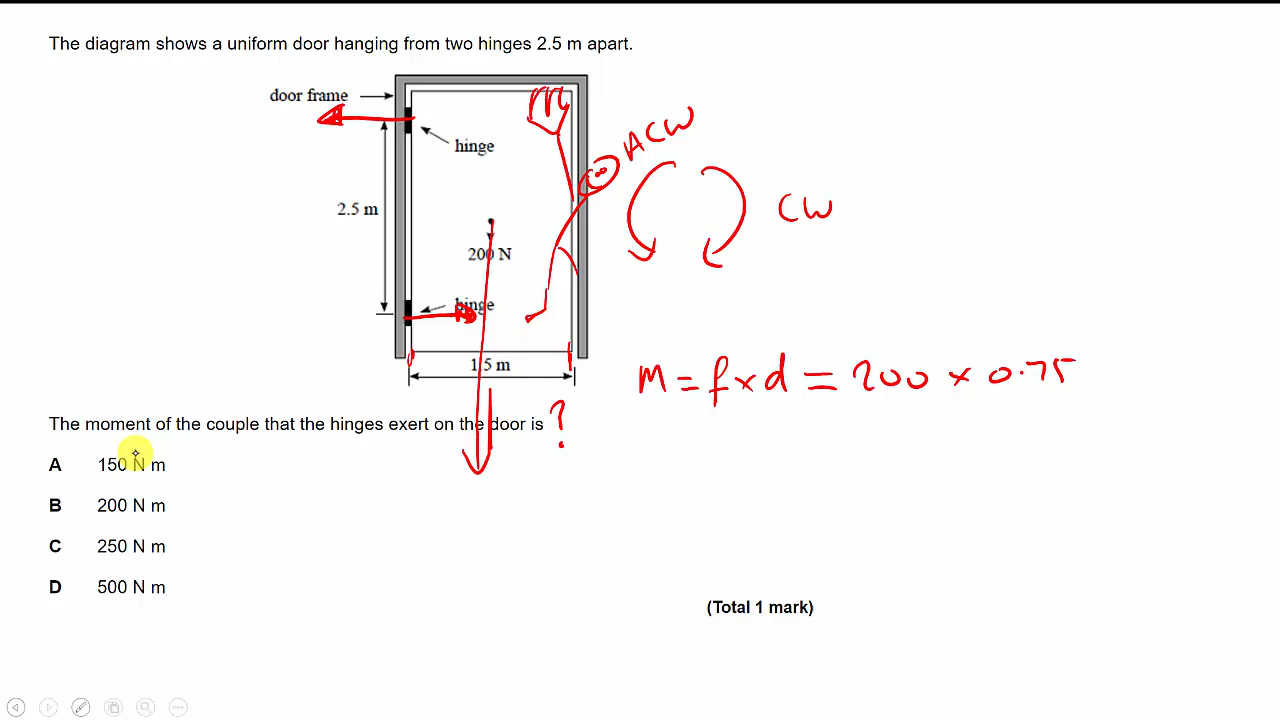 The diagram shows a uniform door hanging from two hinges 2.5 m apart.
door frame
hinge
ACW
CW
2.5 m
200 N
hinge
1.5 m
M = f × d = 200 × 0.75
The moment of the couple that the hinges exert on the door is ?
A 150 N m
B 200 N m
C 250 N m
D 500 N m
(Total 1 mark)